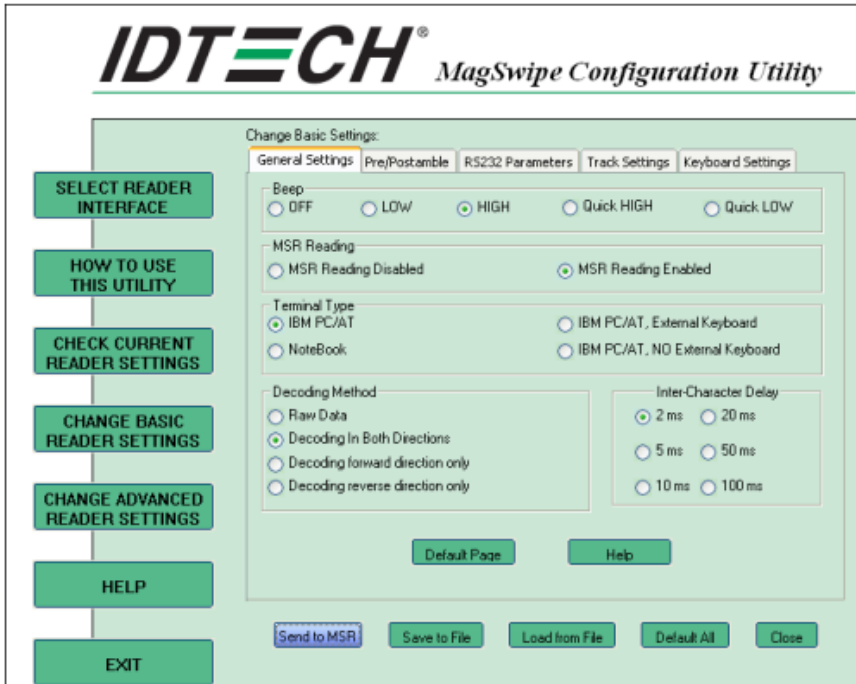 IDTECH®
MagSwipe Configuration Utility
Change Basic Settings:
General Settings Pre/Postamble RS232 Parameters Track Settings Keyboard Settings
SELECT READER
INTERFACE
HOW TO USE
THIS UTILITY
CHECK CURRENT
READER SETTINGS
CHANGE BASIC
READER SETTINGS
CHANGE ADVANCED
READER SETTINGS
HELP
EXIT
Beep
OFF LOW HIGH Quick HIGH Quick LOW
MSR Reading
MSR Reading Disabled MSR Reading Enabled
Terminal Type
IBM PC/AT IBM PC/AT, External Keyboard
NoteBook IBM PC/AT, NO External Keyboard
Decoding Method
Raw Data
Decoding In Both Directions
Decoding forward direction only
Decoding reverse direction only
Inter-Character Delay
2 ms 20 ms
5 ms 50 ms
10 ms 100 ms
Default Page Help
Send to MSR Save to File Load from File Default All Close